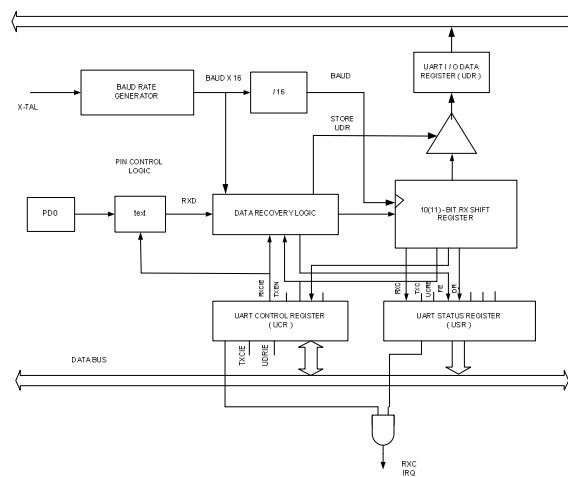 UART I / O DATA
REGISTER ( UDR )
BAUD RATE
GENERATOR
BAUD X 16
/ 16
BAUD
X-TAL
STORE
UDR
PIN CONTROL
LOGIC
PD0
text
RXD
DATA RECOVERY LOGIC
10(11) - BIT RX SHIFT
REGISTER
RXCIE
TXEN
RXC
TXC
UCRE
FE
DR
UART CONTROL REGISTER
( UCR )
UART STATUS REGISTER
( USR )
TXCIE
UDRIE
DATA BUS
RXC
IRQ